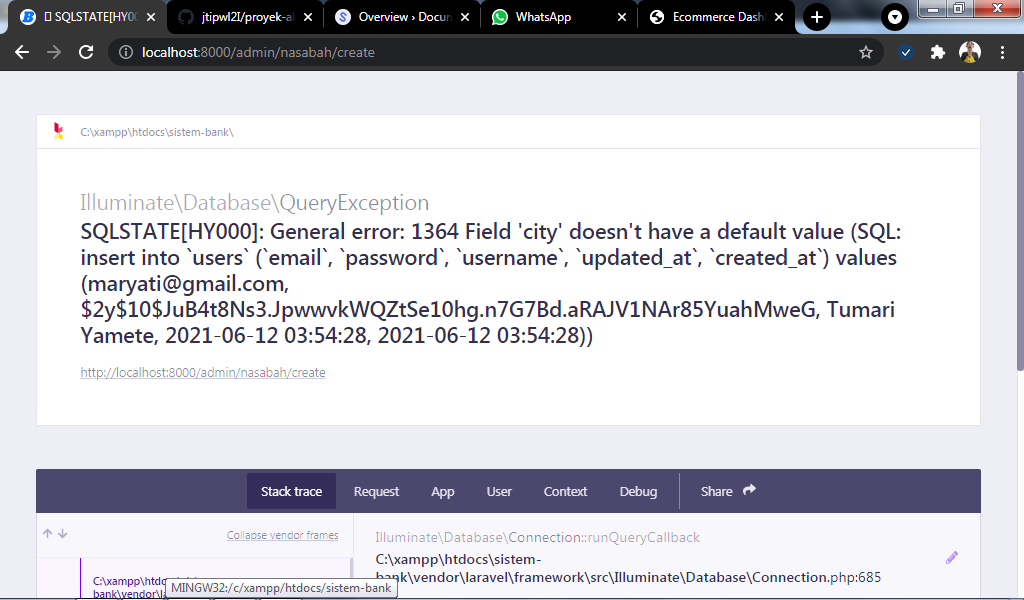 SQLSTATE[HY0
jtipwl2I/proyek-a
Overview › Docun
WhatsApp
Ecommerce Dash
localhost:8000/admin/nasabah/create
C:\xampp\htdocs\sistem-bank\
Illuminate\Database\QueryException
SQLSTATE[HY000]: General error: 1364 Field 'city' doesn't have a default value (SQL:
insert into `users` (`email`, `password`, `username`, `updated_at`, `created_at`) values
(maryati@gmail.com,
$2y$10$JuB4t8Ns3.JpwwvkWQZtSe10hg.n7G7Bd.aRAJV1NAr85YuahMweG, Tumari
Yamete, 2021-06-12 03:54:28, 2021-06-12 03:54:28))
http://localhost:8000/admin/nasabah/create
Stack trace Request App User Context Debug Share
Collapse vendor frames
Illuminate\Database\Connection::runQueryCallback
C:\xampp\htdocs\sistem-
bank\vendor\laravel\framework\src\Illuminate\Database\Connection.php:685
C:\xampp\htdo
bank\vendor\l
MINGW32:/c/xampp/htdocs/sistem-bank